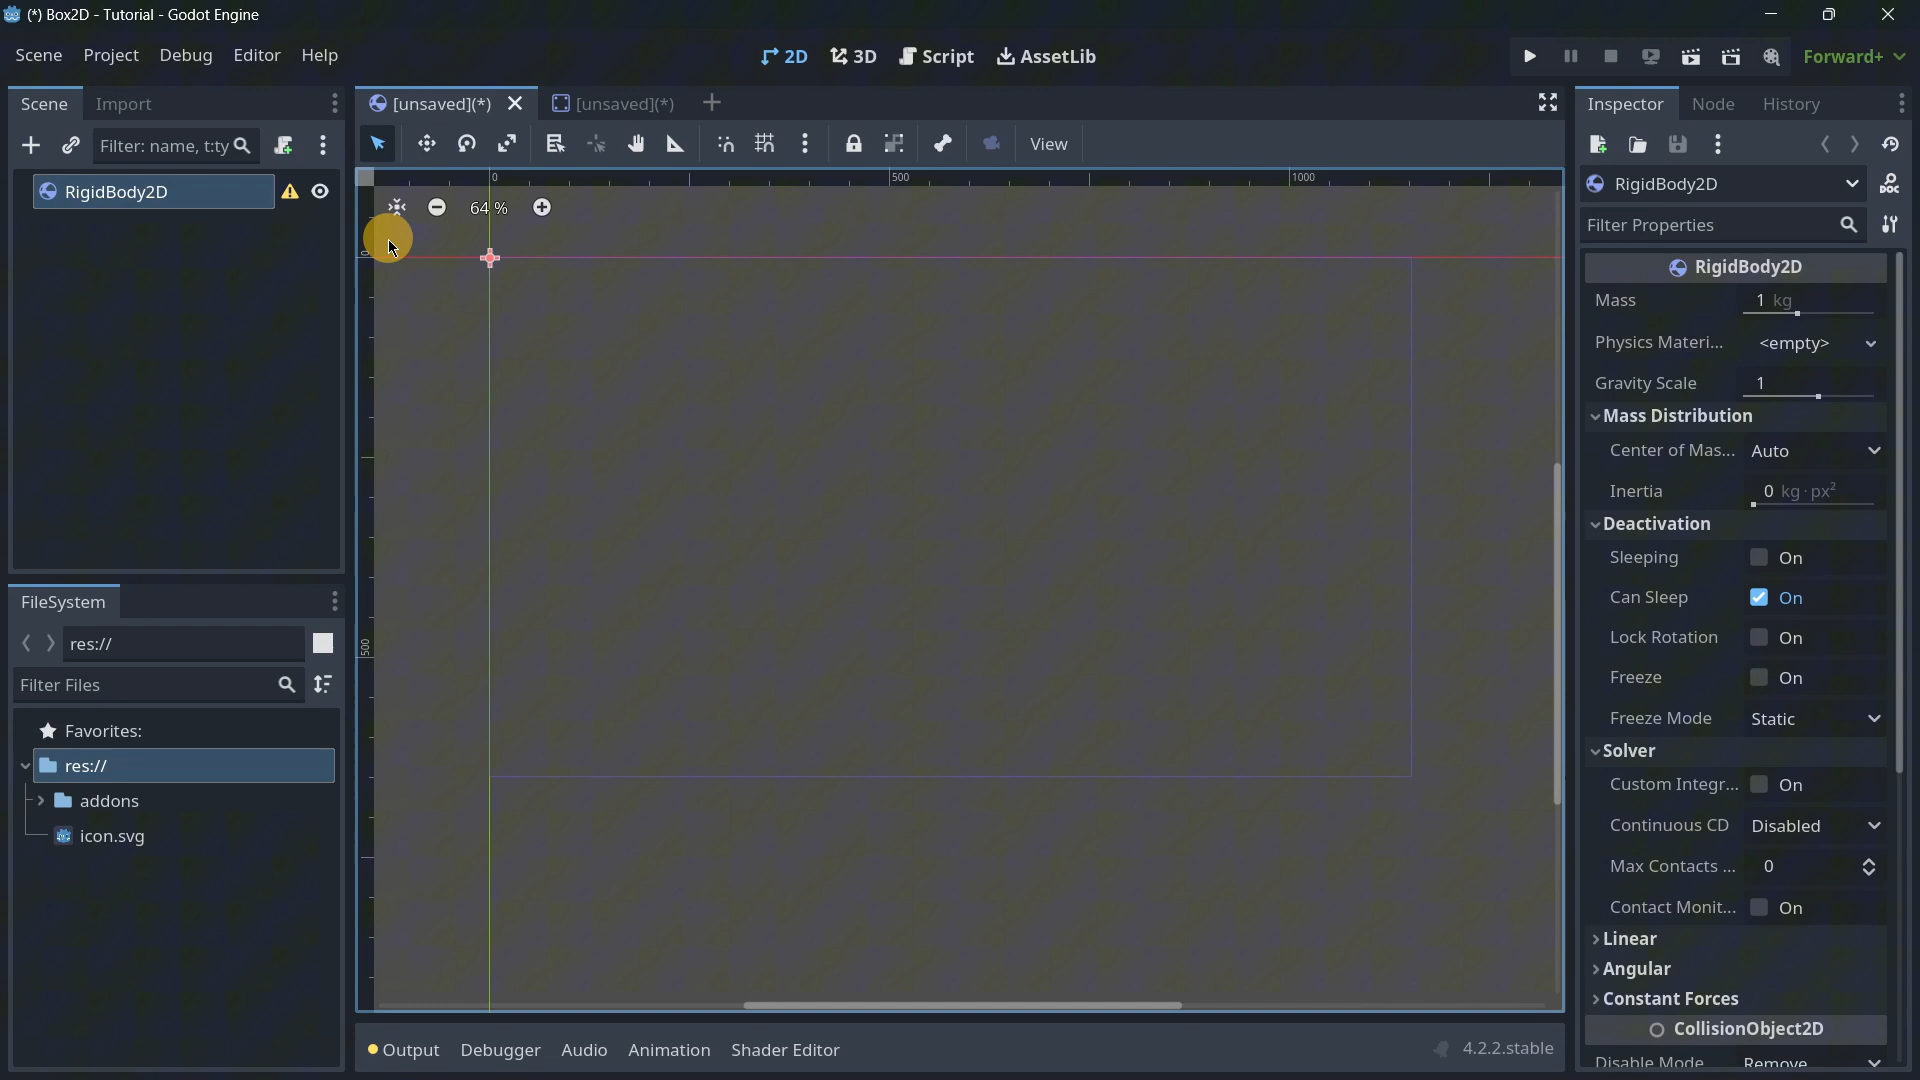 (*) Box2D - Tutorial - Godot Engine
Scene Project Debug Editor Help
2D 3D Script AssetLib
Forward+
Scene Import
Filter: name, t:ty
RigidBody2D
FileSystem
res://
Filter Files
Favorites:
res://
addons
icon.svg
[unsaved](*) [unsaved](*)
View
0 500 1000
64 %
0
500
Output Debugger Audio Animation Shader Editor
4.2.2.stable
Inspector Node History
RigidBody2D
DOC
Filter Properties
RigidBody2D
Mass 1 kg
Physics Materi... <empty>
Gravity Scale 1
Mass Distribution
Center of Mas... Auto
Inertia 0 kg·px²
Deactivation
Sleeping On
Can Sleep On
Lock Rotation On
Freeze On
Freeze Mode Static
Solver
Custom Integr... On
Continuous CD Disabled
Max Contacts ... 0
Contact Monit... On
Linear
Angular
Constant Forces
CollisionObject2D
Disable Mode Remove